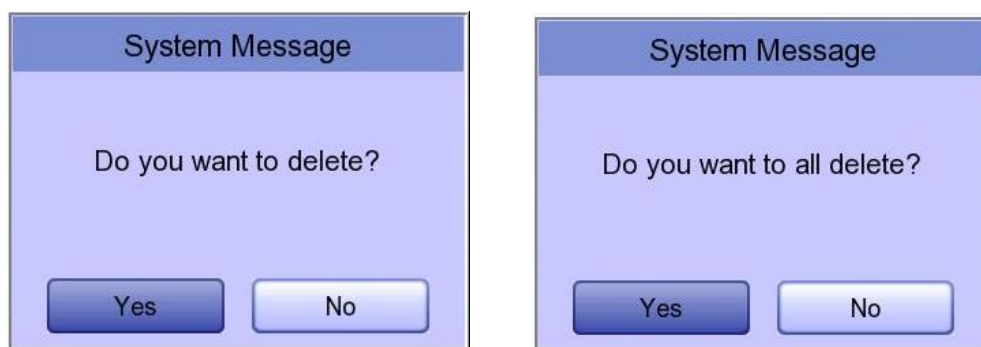 System Message
Do you want to delete?
Yes
No
System Message
Do you want to all delete?
Yes
No